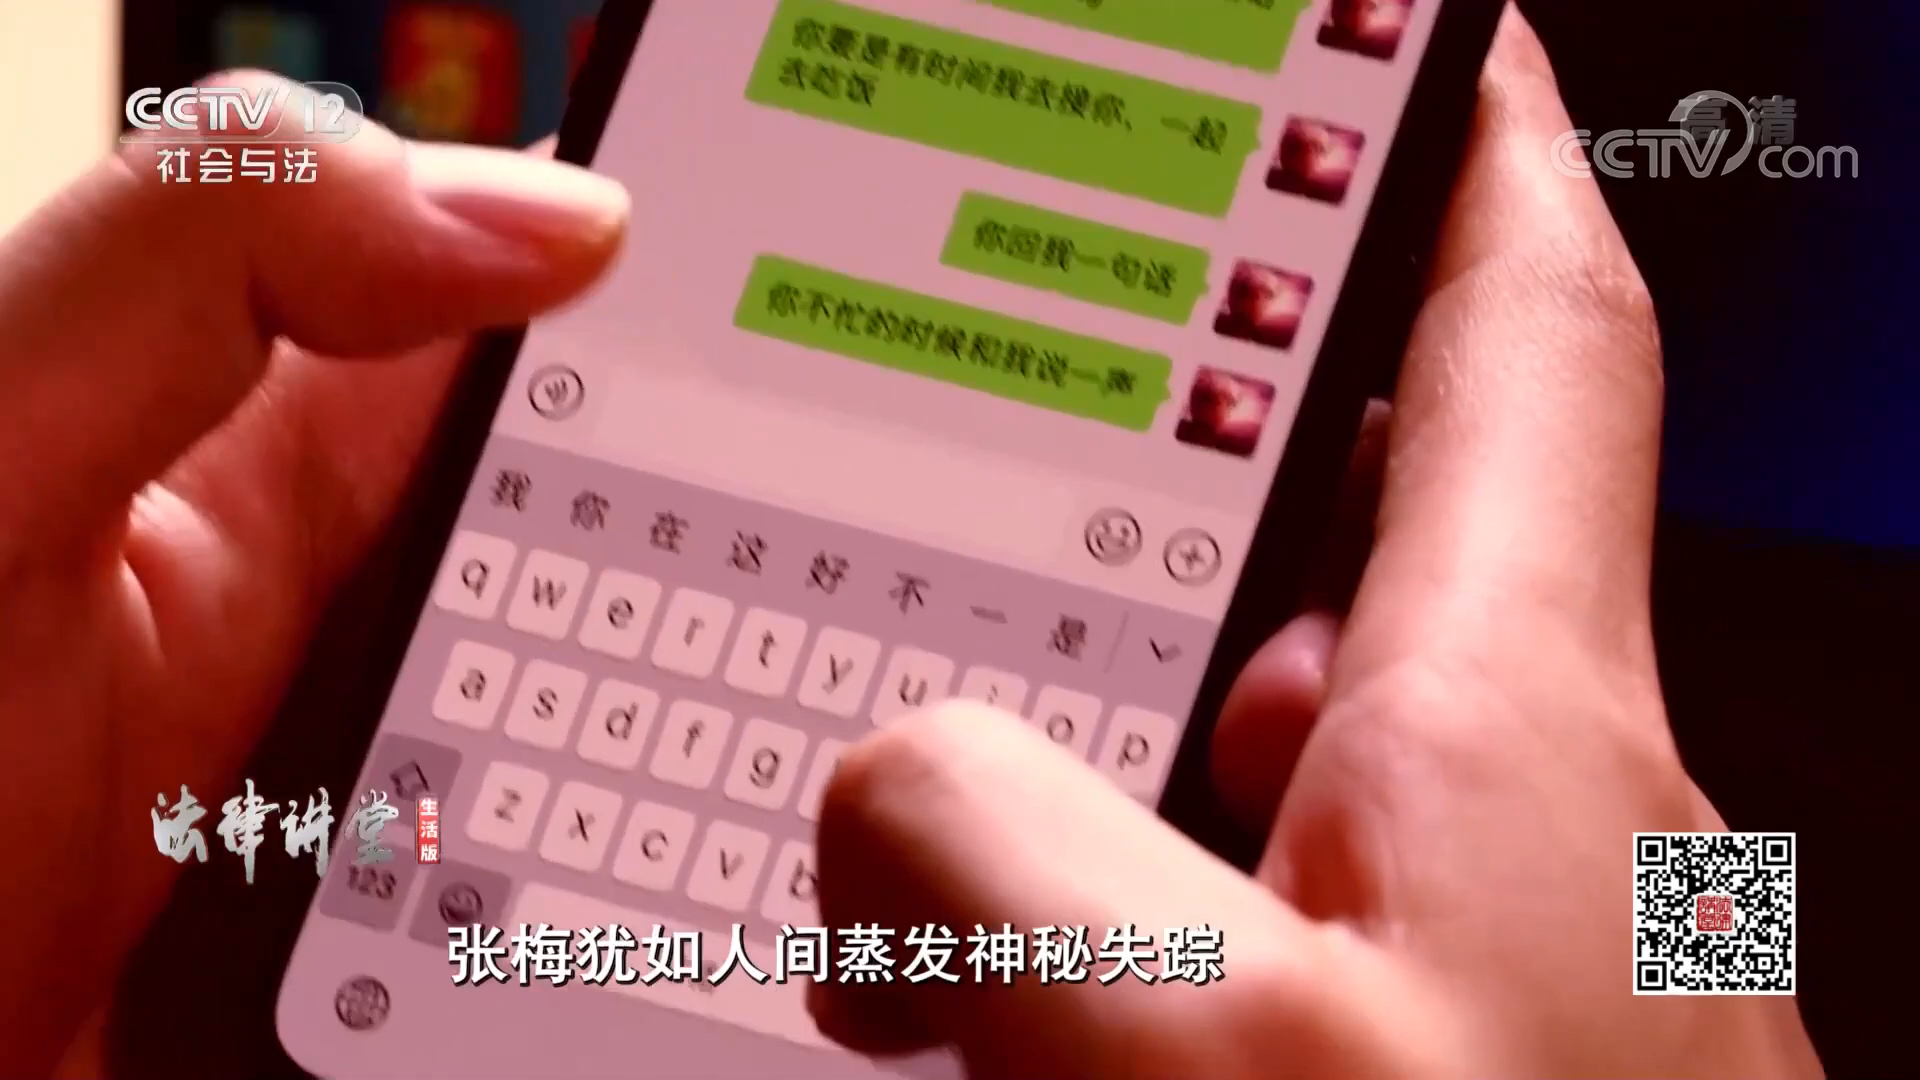 CCTV 12
社会与法
高清
CCTV.com
你要是有时间我去接你，一起
去吃饭
你回我一句话
你不忙的时候和我说一声
我 你 在 这 好 不 一 是
q w e r t y u i o p
a s d f g
z x c v b
123
法律讲堂
生活版
张梅犹如人间蒸发神秘失踪